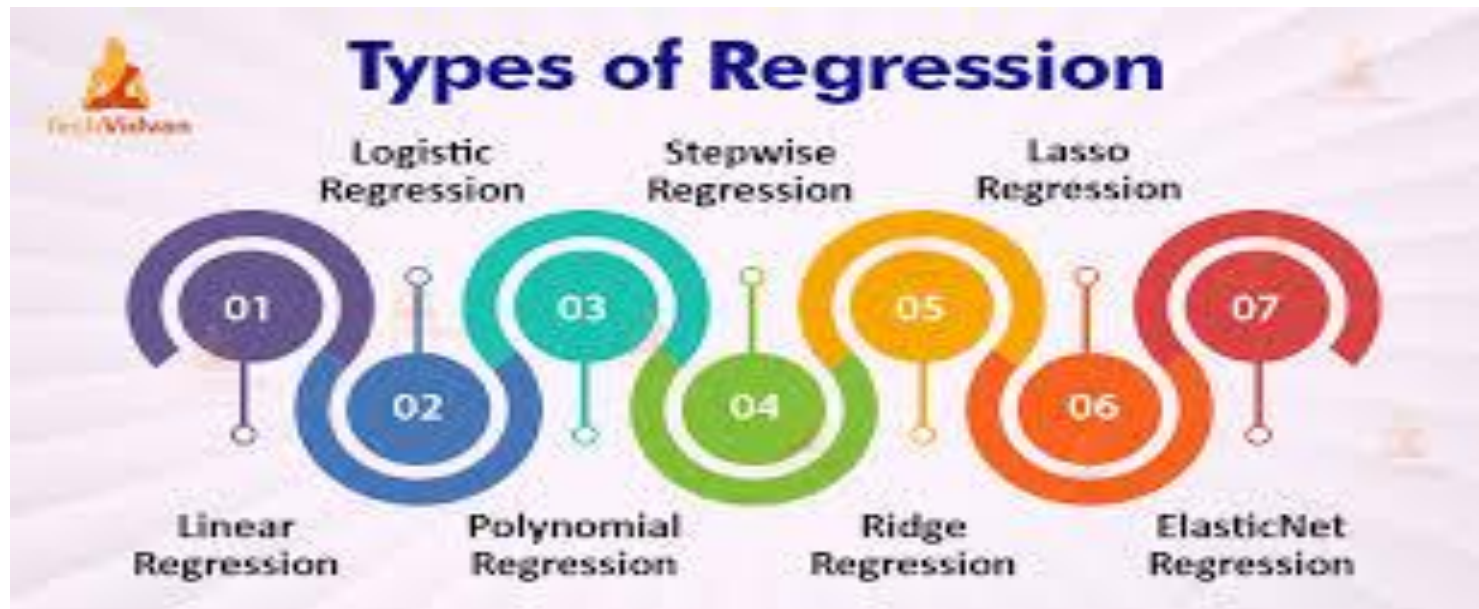 Types of Regression
TechVidvan
Logistic
Regression
Stepwise
Regression
Lasso
Regression
01
02
03
04
05
06
07
Linear
Regression
Polynomial
Regression
Ridge
Regression
ElasticNet
Regression